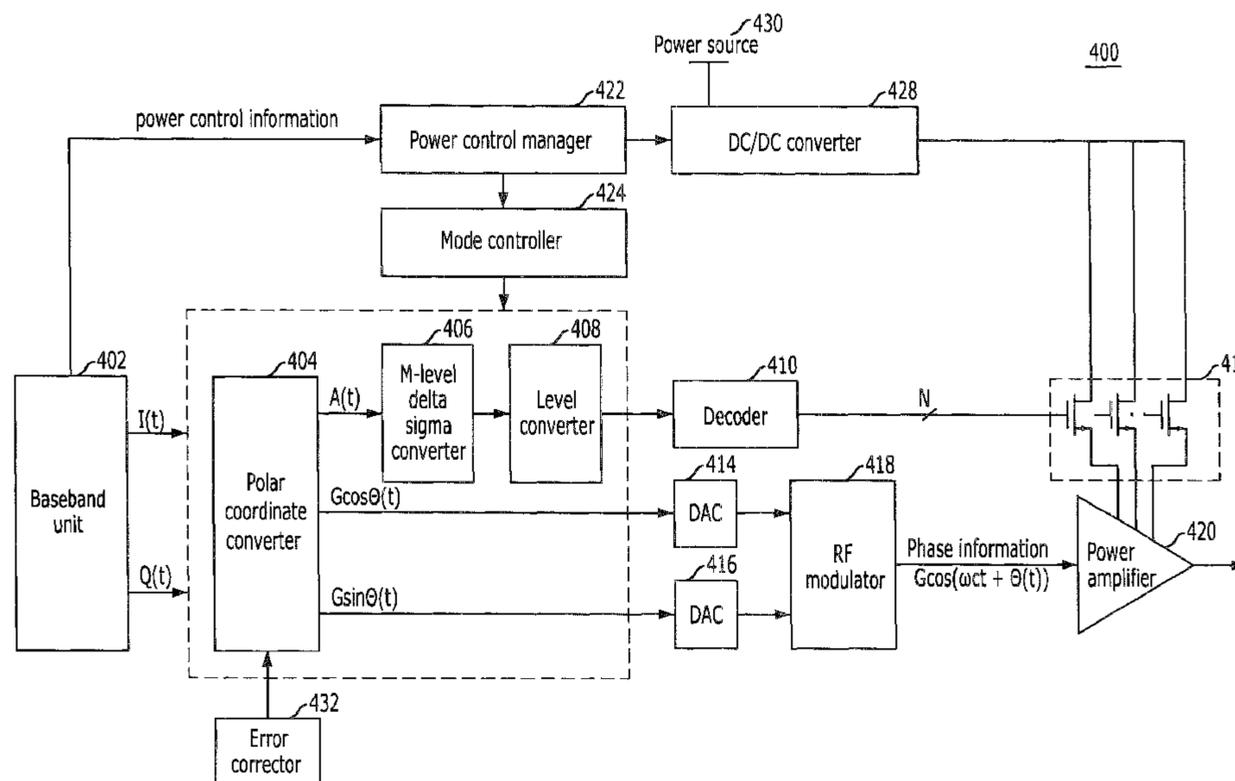 430
Power source
400
422
428
power control information
Power control manager
DC/DC converter
424
Mode controller
402
404
406
408
410
41
I(t)
A(t)
M-level
delta
sigma
converter
Level
converter
Decoder
N
Baseband
unit
Polar
coordinate
converter
414
418
Gcosθ(t)
DAC
420
416
RF
modulator
Phase information
Gcos(ωct + θ(t))
Power
amplifier
Q(t)
Gsinθ(t)
DAC
432
Error
corrector